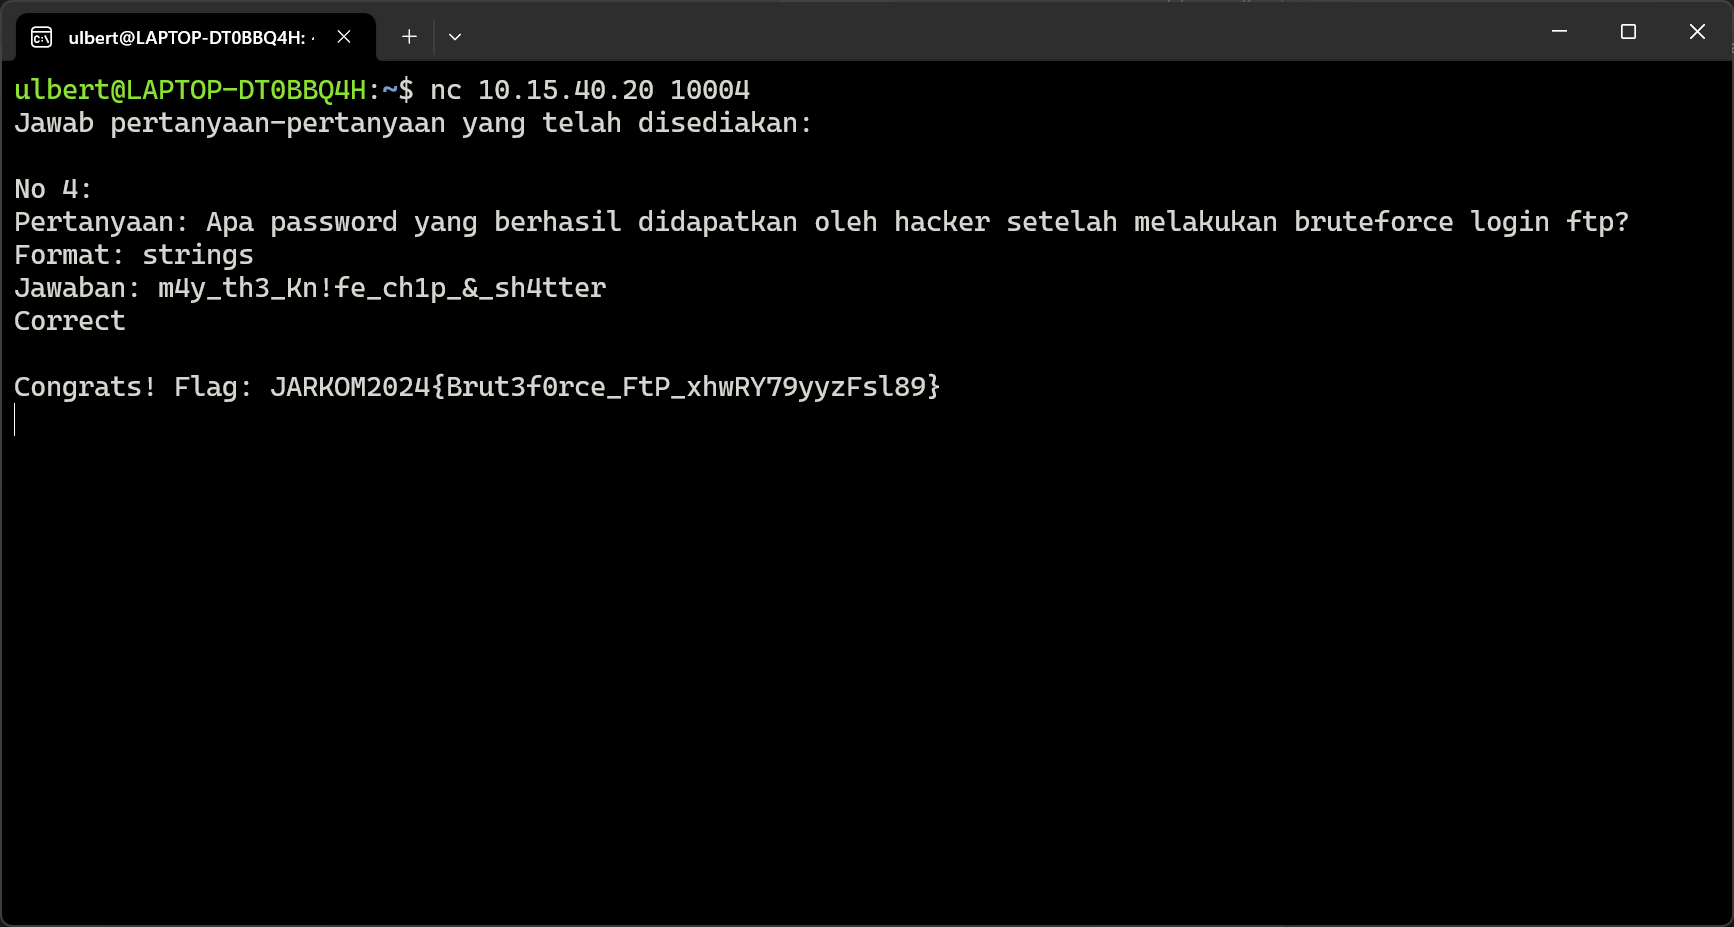 ulbert@LAPTOP-DT0BBQ4H:
ulbert@LAPTOP-DT0BBQ4H:~$ nc 10.15.40.20 10004
Jawab pertanyaan-pertanyaan yang telah disediakan:
No 4:
Pertanyaan: Apa password yang berhasil didapatkan oleh hacker setelah melakukan bruteforce login ftp?
Format: strings
Jawaban: m4y_th3_Kn!fe_ch1p_&_sh4tter
Correct
Congrats! Flag: JARKOM2024{Brut3f0rce_FtP_xhwRY79yyzFsl89}